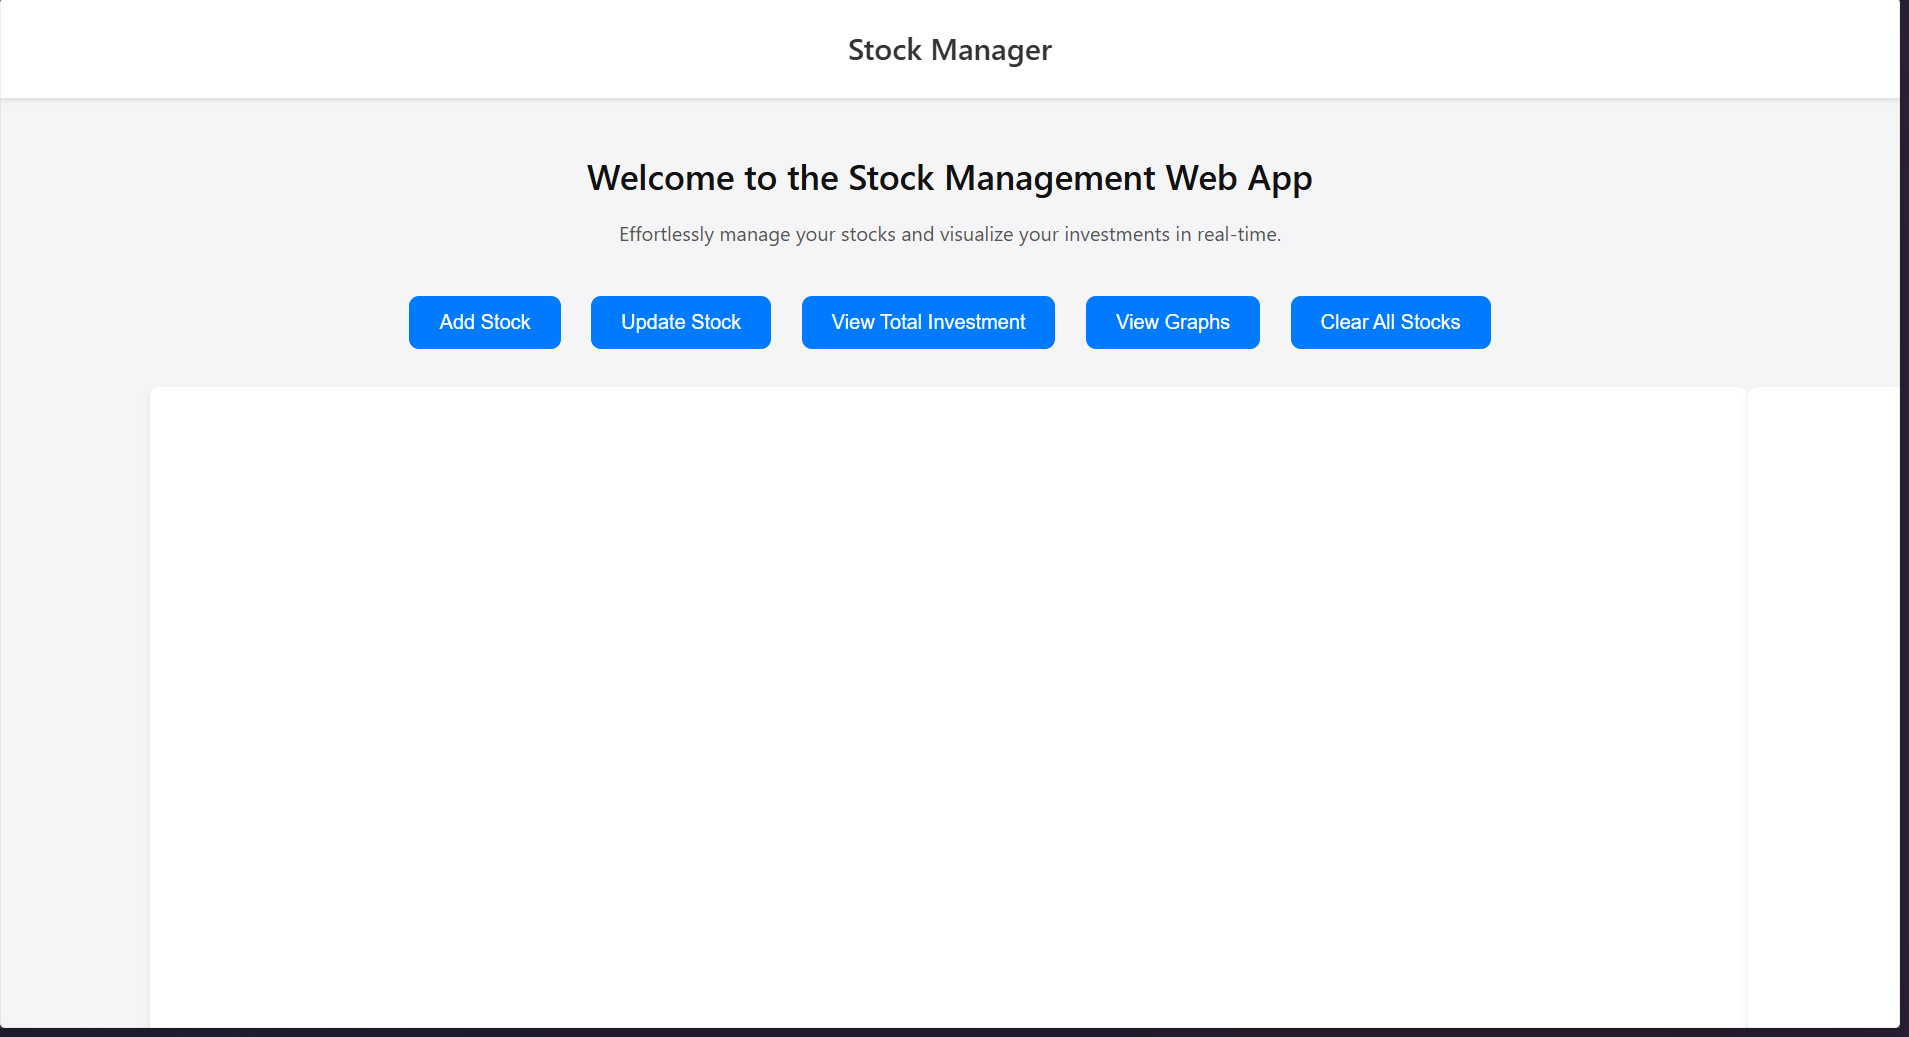 Stock Manager
Welcome to the Stock Management Web App
Effortlessly manage your stocks and visualize your investments in real-time.
Add Stock
Update Stock
View Total Investment
View Graphs
Clear All Stocks